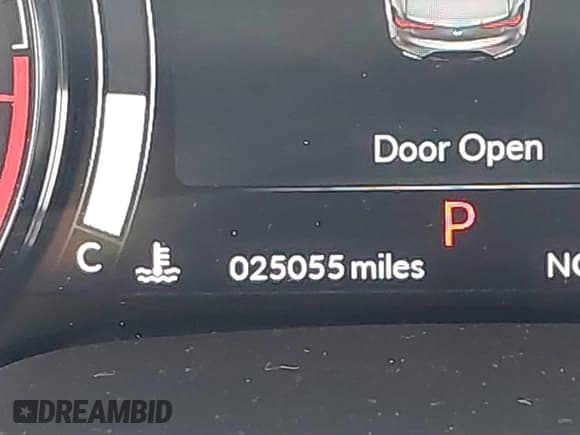 Door Open
P
C
025055 miles
DREAMBID